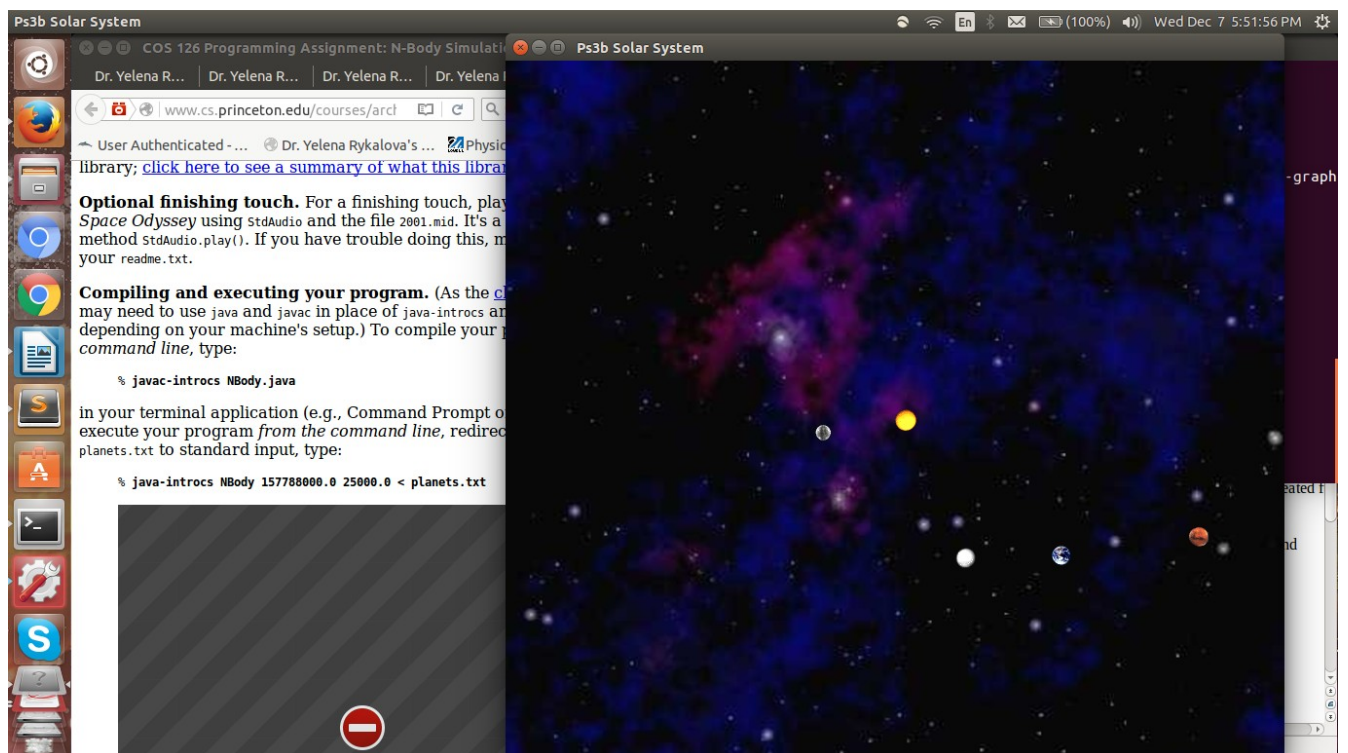 Ps3b Solar System
En
(100%)
Wed Dec 7 5:51:56 PM
COS 126 Programming Assignment: N-Body Simulati
Ps3b Solar System
Dr. Yelena R...
Dr. Yelena R...
Dr. Yelena R...
Dr. Yelena
www.cs.princeton.edu/courses/arch
User Authenticated - ...
Dr. Yelena Rykalova's ...
Physic
library; click here to see a summary of what this librar
Optional finishing touch. For a finishing touch, play
Space Odyssey using StdAudio and the file 2001.mid. It's a
method StdAudio.play(). If you have trouble doing this, m
your readme.txt.
Compiling and executing your program. (As the cl
may need to use java and javac in place of java-introcs an
depending on your machine's setup.) To compile your p
command line, type:
% javac-introcs NBody.java
in your terminal application (e.g., Command Prompt o
execute your program from the command line, redirec
planets.txt to standard input, type:
% java-introcs NBody 157788000.0 25000.0 < planets.txt
-graph
eated f
nd